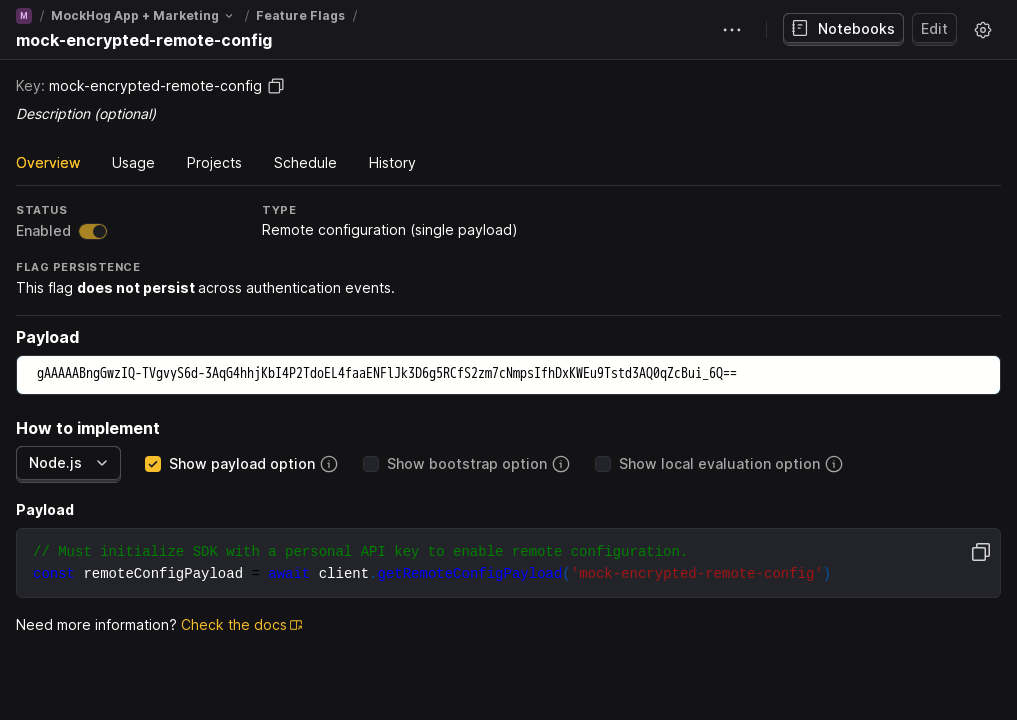 M / MockHog App + Marketing / Feature Flags /
mock-encrypted-remote-config
Notebooks
Edit
Key: mock-encrypted-remote-config
Description (optional)
Overview Usage Projects Schedule History
STATUS
Enabled
TYPE
Remote configuration (single payload)
FLAG PERSISTENCE
This flag does not persist across authentication events.
Payload
gAAAAABngGwzIQ-TVgvyS6d-3AqG4hhjKbI4P2TdoEL4faaENFlJk3D6g5RCfS2zm7cNmpsIfhDxKWEu9Tstd3AQ0qZcBui_6Q==
How to implement
Node.js
Show payload option
Show bootstrap option
Show local evaluation option
Payload
// Must initialize SDK with a personal API key to enable remote configuration.
const remoteConfigPayload = await client.getRemoteConfigPayload('mock-encrypted-remote-config')
Need more information? Check the docs